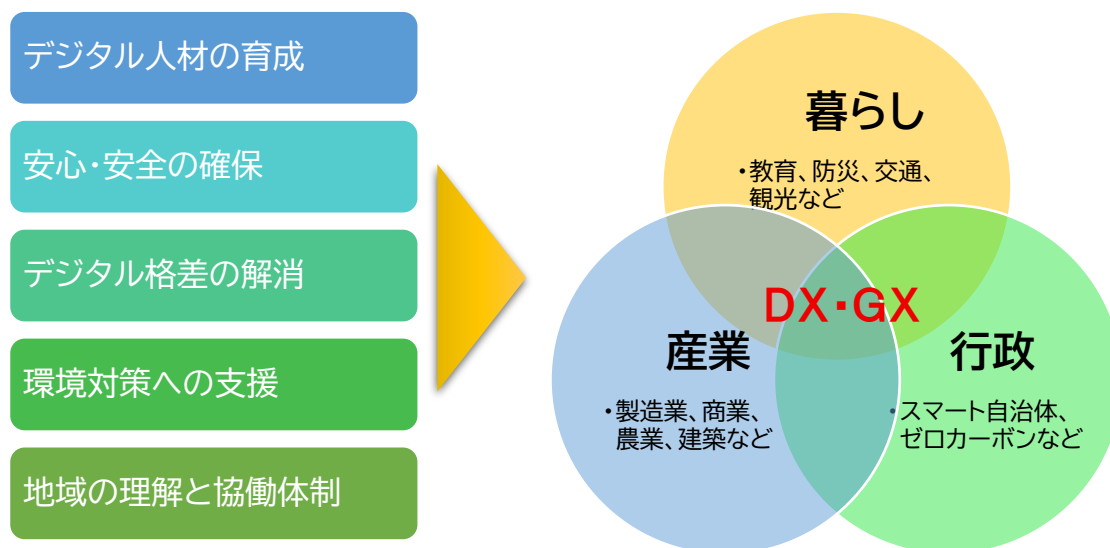 デジタル人材の育成
安心・安全の確保
デジタル格差の解消
環境対策への支援
地域の理解と協働体制
暮らし
・教育、防災、交通、
観光など
DX・GX
産業
・製造業、商業、
農業、建築など
行政
・スマート自治体、
ゼロカーボンなど